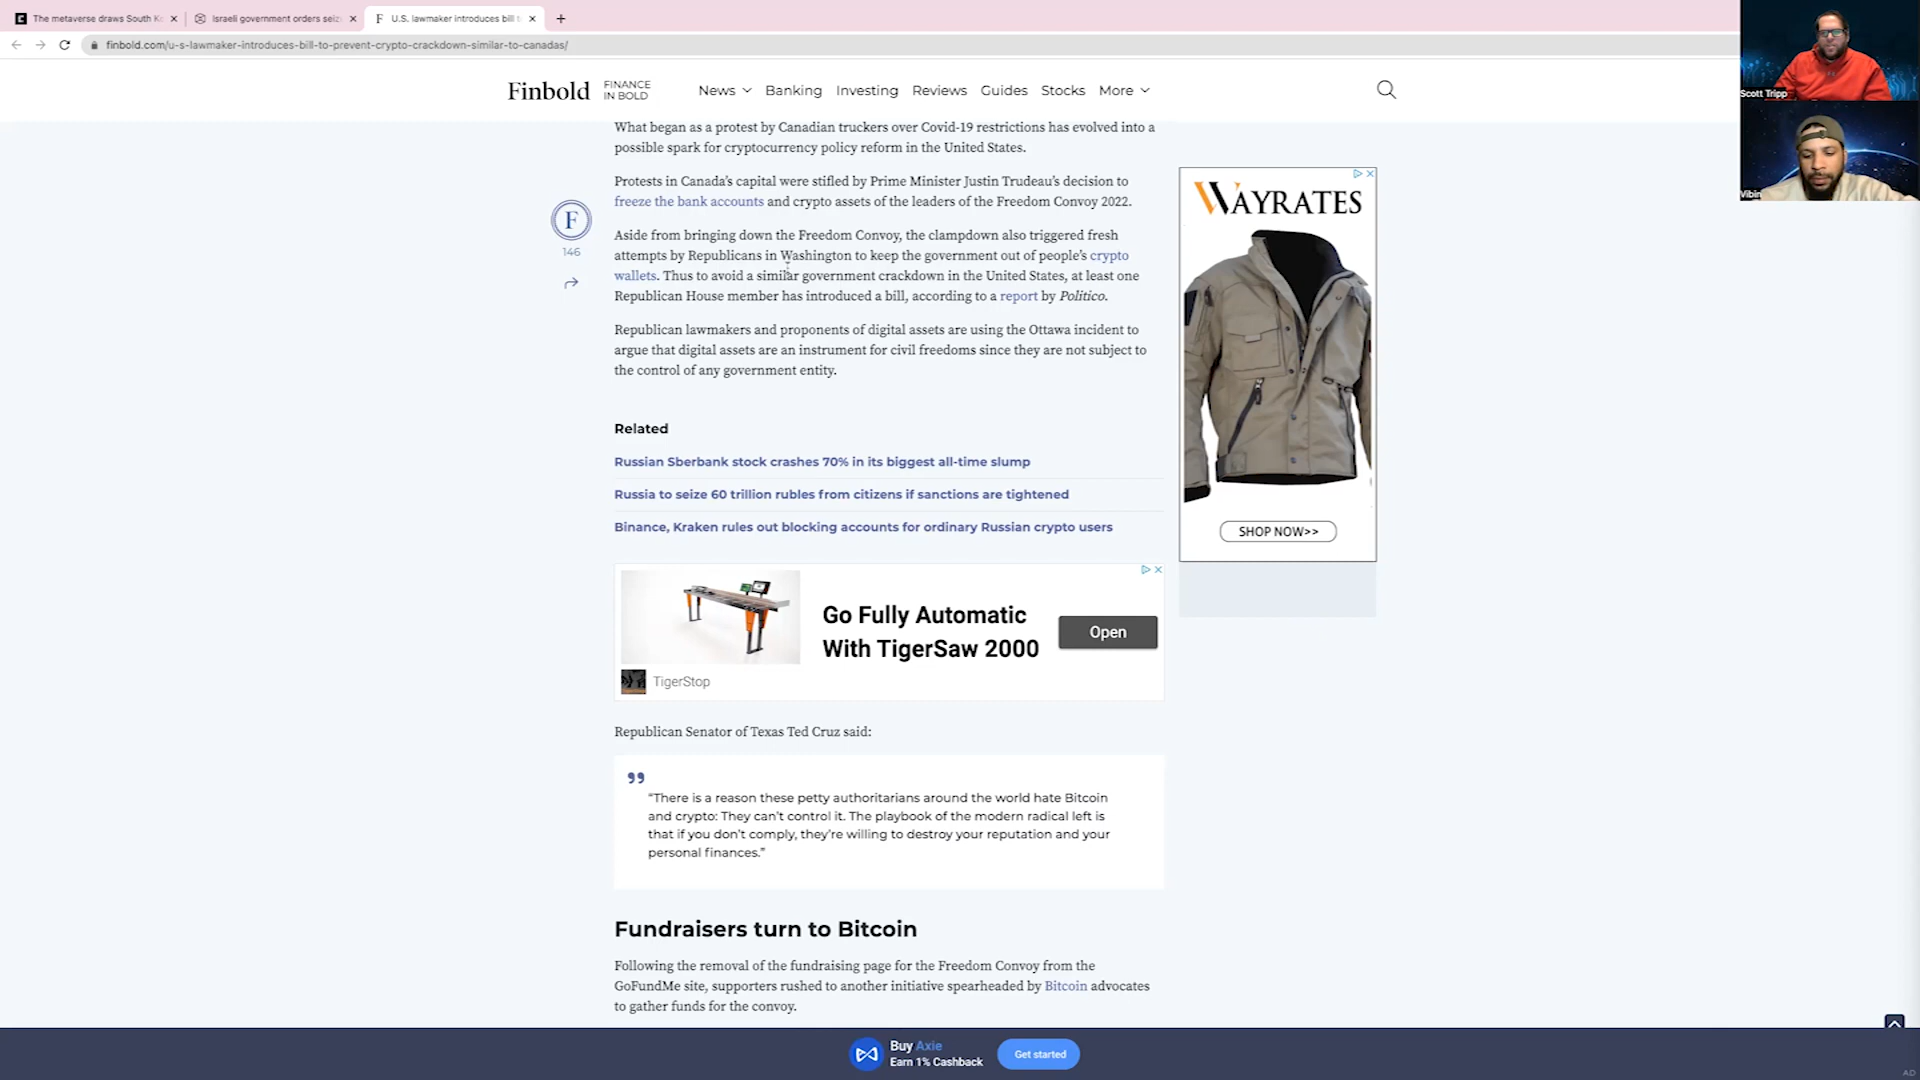 The metaverse draws South Ko
Israeli government orders seiz
U.S. lawmaker introduces bill t
finbold.com/u-s-lawmaker-introduces-bill-to-prevent-crypto-crackdown-similar-to-canadas/
Scott Tripp
Vibin
Finbold
FINANCE
IN BOLD
News
Banking
Investing
Reviews
Guides
Stocks
More
What began as a protest by Canadian truckers over Covid-19 restrictions has evolved into a
possible spark for cryptocurrency policy reform in the United States.
Protests in Canada's capital were stifled by Prime Minister Justin Trudeau's decision to
freeze the bank accounts and crypto assets of the leaders of the Freedom Convoy 2022.
F
146
Aside from bringing down the Freedom Convoy, the clampdown also triggered fresh
attempts by Republicans in Washington to keep the government out of people's crypto
wallets. Thus to avoid a similar government crackdown in the United States, at least one
Republican House member has introduced a bill, according to a report by Politico.
Republican lawmakers and proponents of digital assets are using the Ottawa incident to
argue that digital assets are an instrument for civil freedoms since they are not subject to
the control of any government entity.
WAYRATES
SHOP NOW>>
Related
Russian Sberbank stock crashes 70% in its biggest all-time slump
Russia to seize 60 trillion rubles from citizens if sanctions are tightened
Binance, Kraken rules out blocking accounts for ordinary Russian crypto users
Go Fully Automatic
With TigerSaw 2000
Open
TigerStop
Republican Senator of Texas Ted Cruz said:
"There is a reason these petty authoritarians around the world hate Bitcoin
and crypto: They can't control it. The playbook of the modern radical left is
that if you don't comply, they're willing to destroy your reputation and your
personal finances."
Fundraisers turn to Bitcoin
Following the removal of the fundraising page for the Freedom Convoy from the
GoFundMe site, supporters rushed to another initiative spearheaded by Bitcoin advocates
to gather funds for the convoy.
Buy Axie
Earn 1% Cashback
Get started
AD